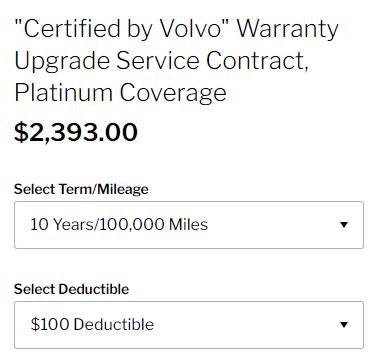 "Certified by Volvo" Warranty
Upgrade Service Contract,
Platinum Coverage
$2,393.00
Select Term/Mileage
10 Years/100,000 Miles
Select Deductible
$100 Deductible